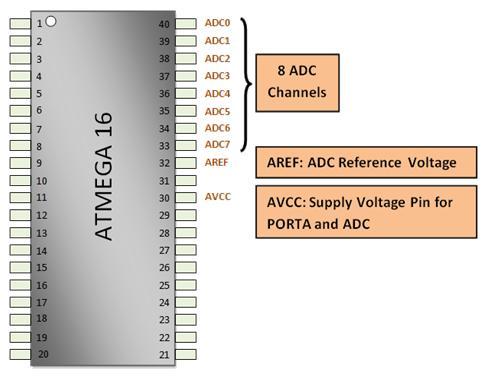 1 40 ADC0
2 39 ADC1
3 38 ADC2
4 37 ADC3
5 36 ADC4
6 35 ADC5
7 34 ADC6
8 33 ADC7
9 32 AREF
10 31
11 30 AVCC
12 29
13 28
14 27
15 26
16 25
17 24
18 23
19 22
20 21
ATMEGA 16
8 ADC
Channels
AREF: ADC Reference Voltage
AVCC: Supply Voltage Pin for
PORTA and ADC